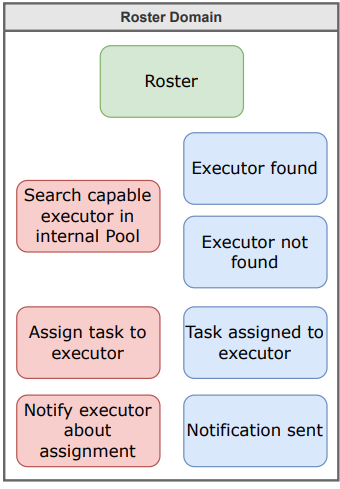 Roster Domain
Roster
Executor found
Search capable
executor in
internal Pool
Executor not
found
Assign task to
executor
Task assigned to
executor
Notify executor
about
assignment
Notification sent